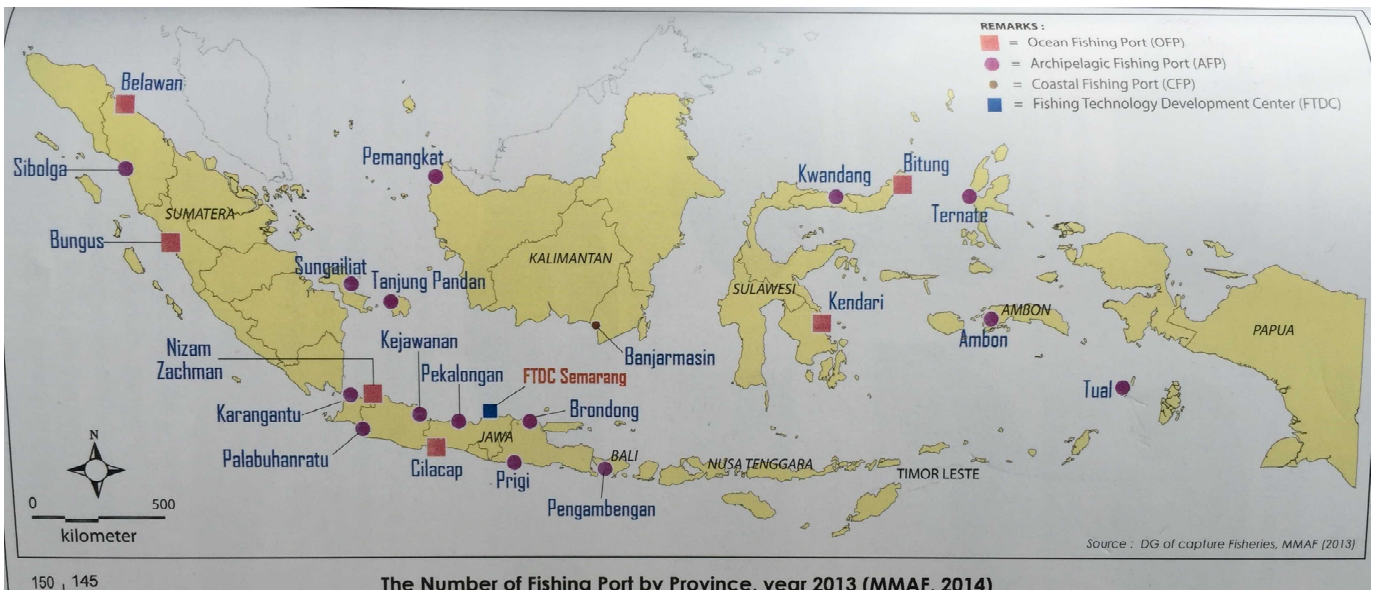 REMARKS :
= Ocean Fishing Port (OFP)
= Archipelagic Fishing Port (AFP)
= Coastal Fishing Port (CFP)
= Fishing Technology Development Center (FTDC)
Belawan
Sibolga
SUMATERA
Bungus
Pemangkat
Sungailiat
Tanjung Pandan
KALIMANTAN
Banjarmasin
Kwandang
Bitung
Ternate
SULAWESI
Kendari
AMBON
Ambon
PAPUA
Tual
Nizam
Zachman
Kejawanan
Pekalongan
FTDC Semarang
Brondong
Karangantu
Palabuhanratu
Cilacap
JAWA
Prigi
BALI
Pengambengan
NUSA TENGGARA
TIMOR LESTE
N
0 500
kilometer
Source : DG of capture Fisheries, MMAF (2013)
150 145
The Number of Fishing Port by Province, year 2013 (MMAF, 2014)